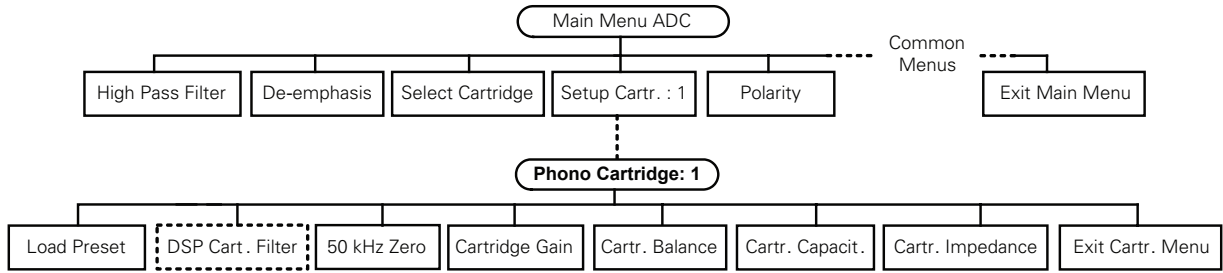 Main Menu ADC
Common
Menus
High Pass Filter
De-emphasis
Select Cartridge
Setup Cartr. : 1
Polarity
Exit Main Menu
Phono Cartridge: 1
Load Preset
DSP Cart. Filter
50 kHz Zero
Cartridge Gain
Cartr. Balance
Cartr. Capacit.
Cartr. Impedance
Exit Cartr. Menu